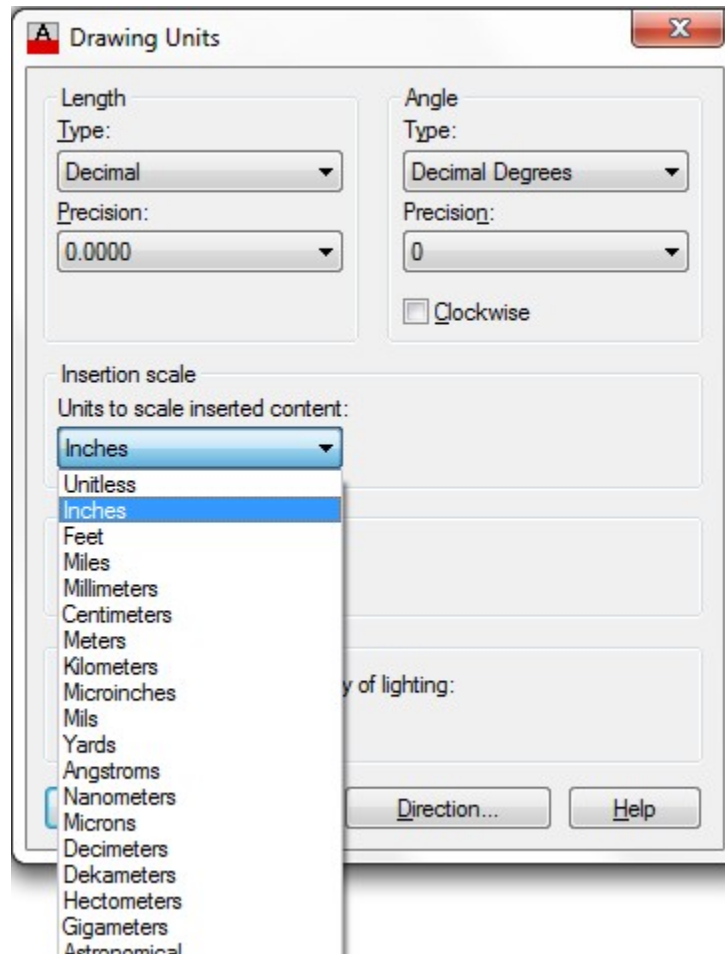 A Drawing Units
Length
Type:
Decimal
Precision:
0.0000
Angle
Type:
Decimal Degrees
Precision:
0
Clockwise
Insertion scale
Units to scale inserted content:
Inches
Unitless
Inches
Feet
Miles
Millimeters
Centimeters
Meters
Kilometers
Microinches
Mils
Yards
Angstroms
Nanometers
Microns
Decimeters
Dekameters
Hectometers
Gigameters
Astronomical
of lighting:
Direction...
Help